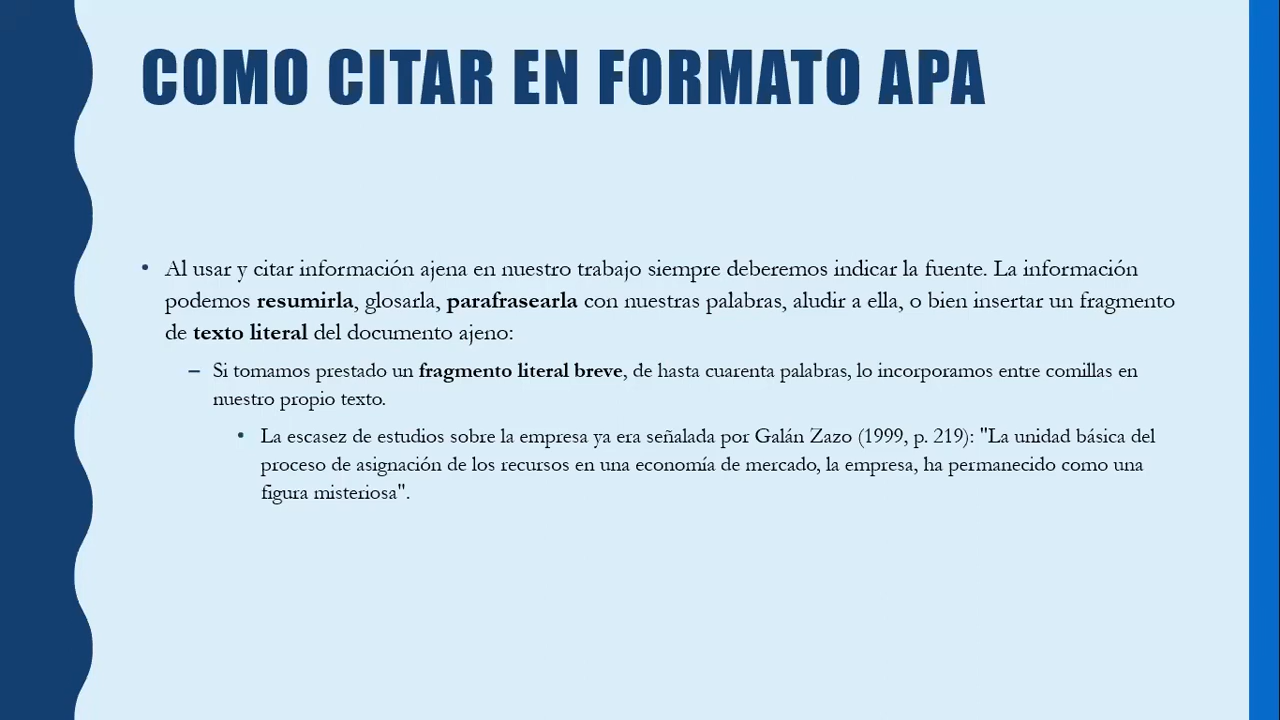 COMO CITAR EN FORMATO APA
• Al usar y citar información ajena en nuestro trabajo siempre deberemos indicar la fuente. La información
podemos resumirla, glosarla, parafrasearla con nuestras palabras, aludir a ella, o bien insertar un fragmento
de texto literal del documento ajeno:
– Si tomamos prestado un fragmento literal breve, de hasta cuarenta palabras, lo incorporamos entre comillas en
nuestro propio texto.
• La escasez de estudios sobre la empresa ya era señalada por Galán Zazo (1999, p. 219): "La unidad básica del
proceso de asignación de los recursos en una economía de mercado, la empresa, ha permanecido como una
figura misteriosa".